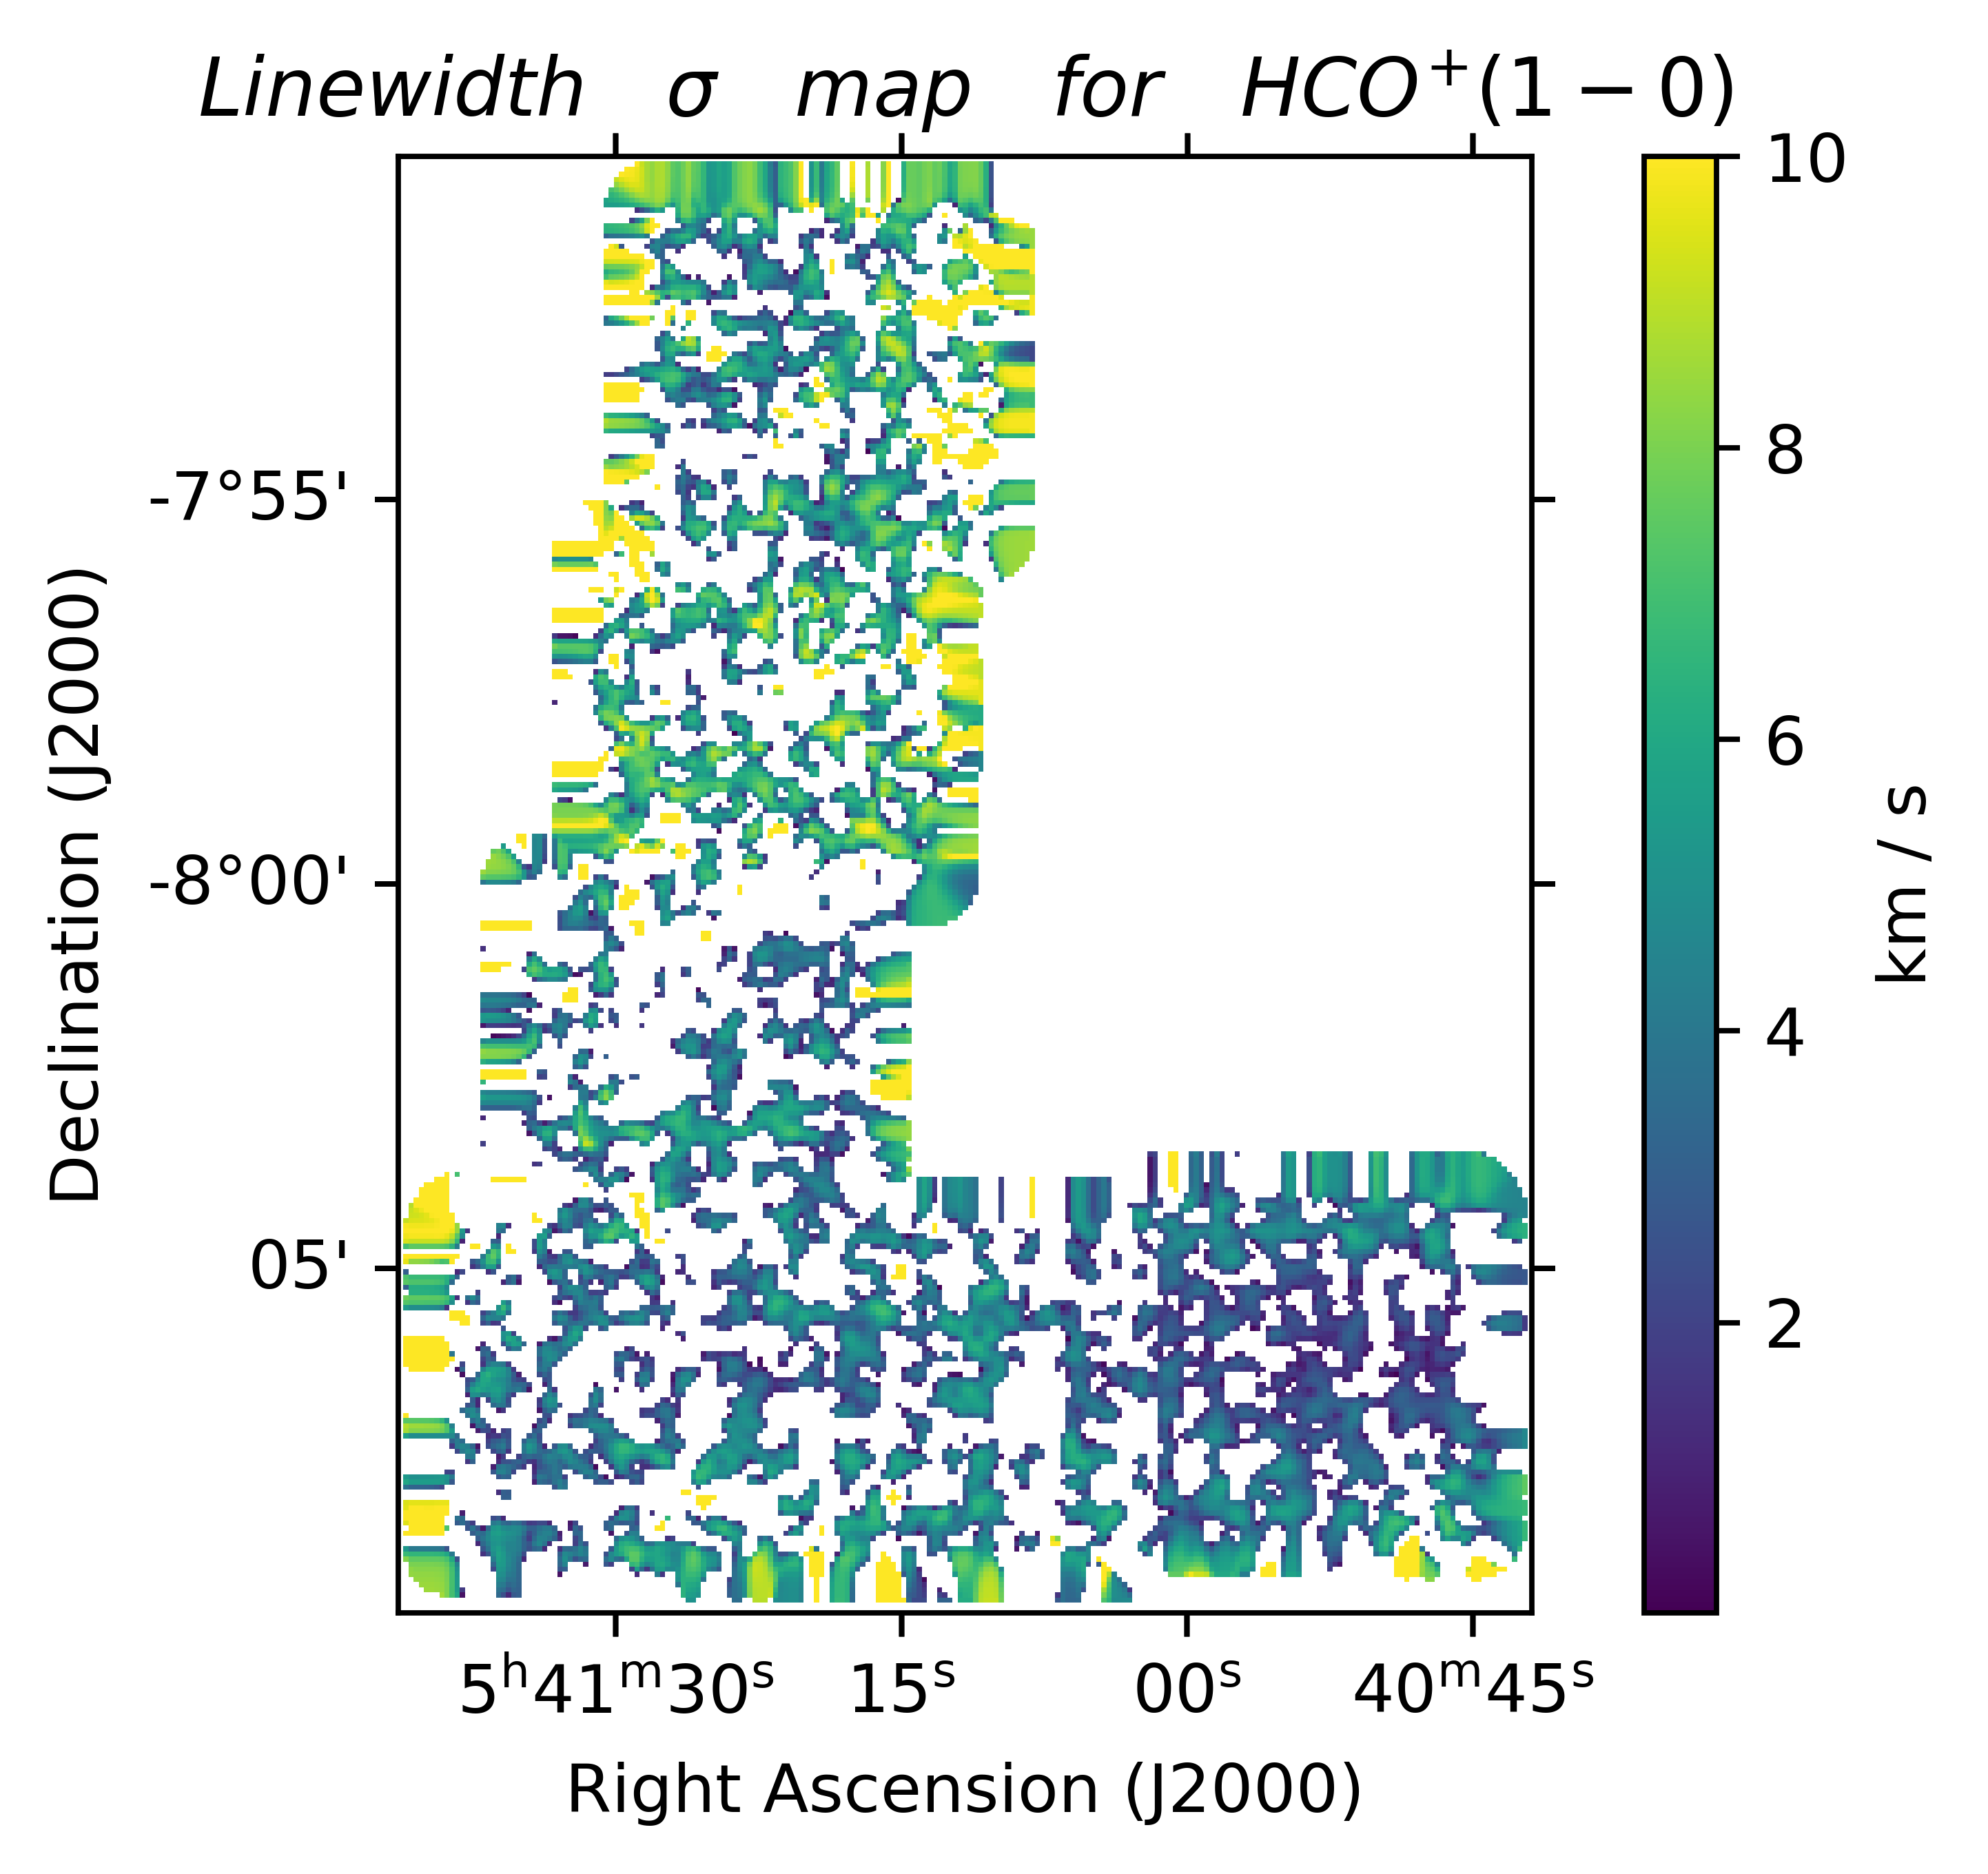 Linewidth σ map for HCO⁺(1 − 0)
10
8
6
4
2
km / s
-7°55'
-8°00'
05'
Declination (J2000)
5ʰ41ᵐ30ˢ 15ˢ 00ˢ 40ᵐ45ˢ
Right Ascension (J2000)